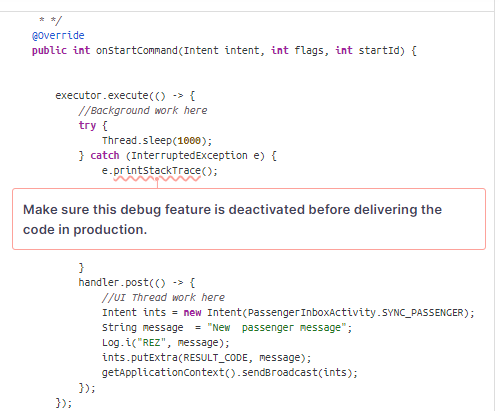 * */
@Override
public int onStartCommand(Intent intent, int flags, int startId) {
executor.execute(() -> {
//Background work here
try {
Thread.sleep(1000);
} catch (InterruptedException e) {
e.printStackTrace();
Make sure this debug feature is deactivated before delivering the
code in production.
}
handler.post(() -> {
//UI Thread work here
Intent ints = new Intent(PassengerInboxActivity.SYNC_PASSENGER);
String message  = "New  passenger message";
Log.i("REZ", message);
ints.putExtra(RESULT_CODE, message);
getApplicationContext().sendBroadcast(ints);
});
});